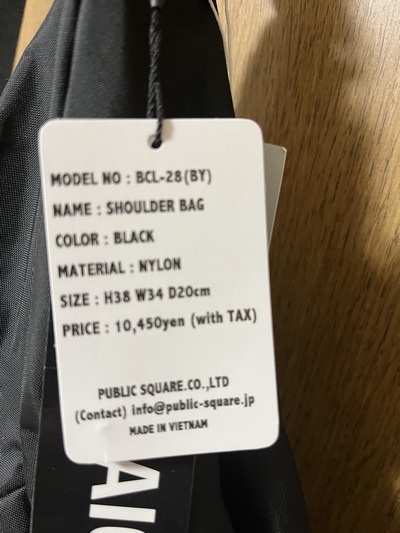 MODEL NO : BCL-28(BY)
NAME : SHOULDER BAG
COLOR : BLACK
MATERIAL : NYLON
SIZE : H38 W34 D20cm
PRICE : 10,450yen (with TAX)
PUBLIC SQUARE.CO.,LTD
(Contact) info@public-square.jp
MADE IN VIETNAM